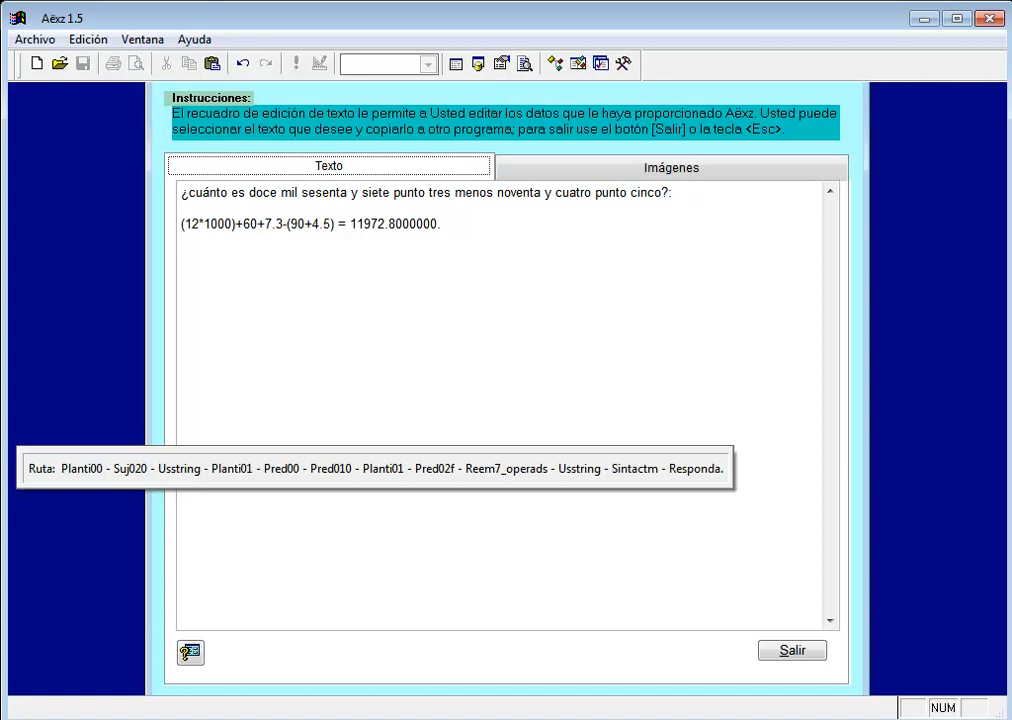 Aëxz 1.5
Archivo Edición Ventana Ayuda
Instrucciones:
El recuadro de edición de texto le permite a Usted editar los datos que le haya proporcionado Aëxz. Usted puede
seleccionar el texto que desee y copiarlo a otro programa; para salir use el botón [Salir] o la tecla <Esc>.
Texto Imágenes
¿cuánto es doce mil sesenta y siete punto tres menos noventa y cuatro punto cinco?:
(12*1000)+60+7.3-(90+4.5) = 11972.8000000.
Ruta: Planti00 - Suj020 - Usstring - Planti01 - Pred00 - Pred010 - Planti01 - Pred02f - Reem7_operads - Usstring - Sintactm - Responda.
Salir
NUM